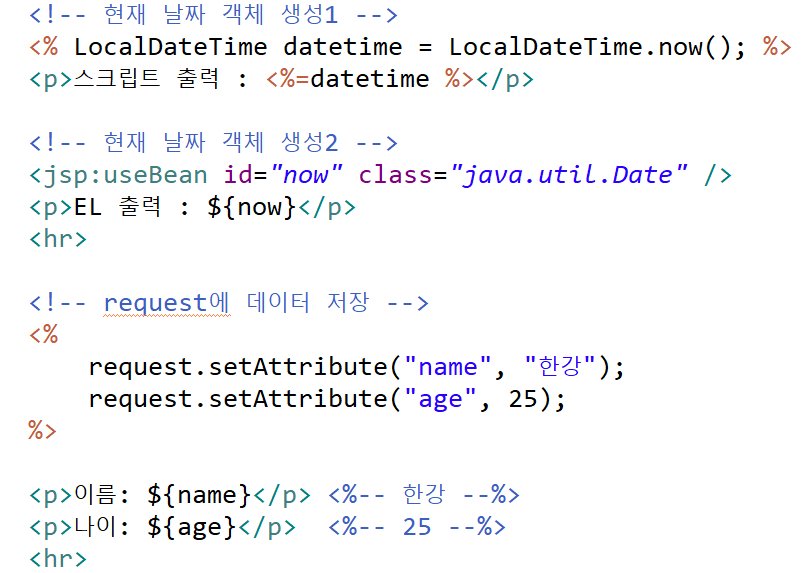 <!-- 현재 날짜 객체 생성1 -->
<% LocalDateTime datetime = LocalDateTime.now(); %>
<p>스크립트 출력 : <%=datetime %></p>
<!-- 현재 날짜 객체 생성2 -->
<jsp:useBean id="now" class="java.util.Date" />
<p>EL 출력 : ${now}</p>
<hr>
<!-- request에 데이터 저장 -->
<%
    request.setAttribute("name", "한강");
    request.setAttribute("age", 25);
%>
<p>이름: ${name}</p> <%-- 한강 --%>
<p>나이: ${age}</p>  <%-- 25 --%>
<hr>